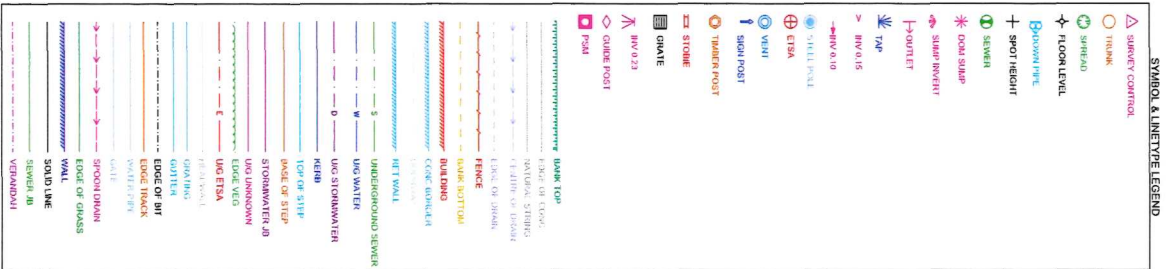 SYMBOL & LINETYPE LEGEND
SURVEY CONTROL
TRUNK
SPREAD
FLOOR LEVEL
DOWN PIPE
SPOT HEIGHT
SEWER
DOM SUMP
SUMP INVERT
OUTLET
TAP
INV 0.15
INV 0.10
STEEL POLE
ETSA
VENT
SIGN POST
TIMBER POST
STOBIE
GRATE
INV 0.23
GUIDE POST
PSM
BANK TOP
EDGE OF CONC
NATURAL STRING
CENTRE OF DRAIN
EDGE OF DRAIN
FENCE
BANK BOTTOM
BUILDING
CONC BORDER
RET WALL
S UNDERGROUND SEWER
W U/G WATER
D U/G STORMWATER
KERB
TOP OF STEP
BASE OF STEP
STORMWATER JB
U/G UNKNOWN
EDGE VEG
E U/G ETSA
HEADWALL
GRATING
GUTTER
EDGE OF BIT
EDGE TRACK
WATER PIPE
GATE
SPOON DRAIN
EDGE OF GRASS
WALL
SOLID LINE
SEWER JB
VERANDAH